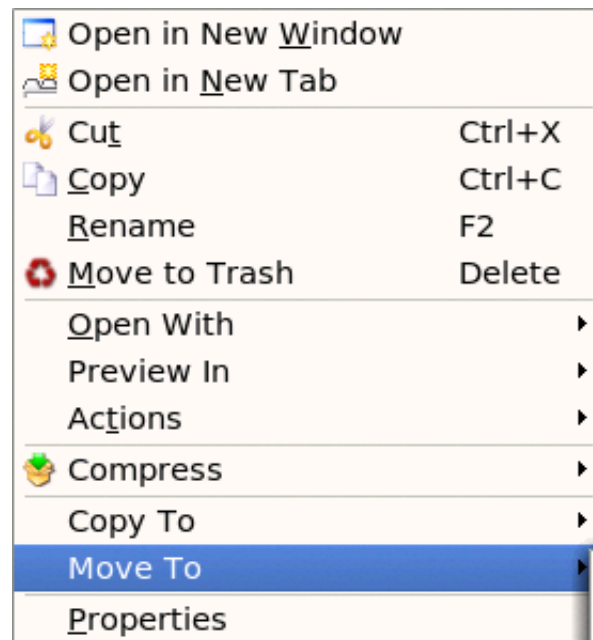 Open in New Window
Open in New Tab
Cut Ctrl+X
Copy Ctrl+C
Rename F2
Move to Trash Delete
Open With
Preview In
Actions
Compress
Copy To
Move To
Properties